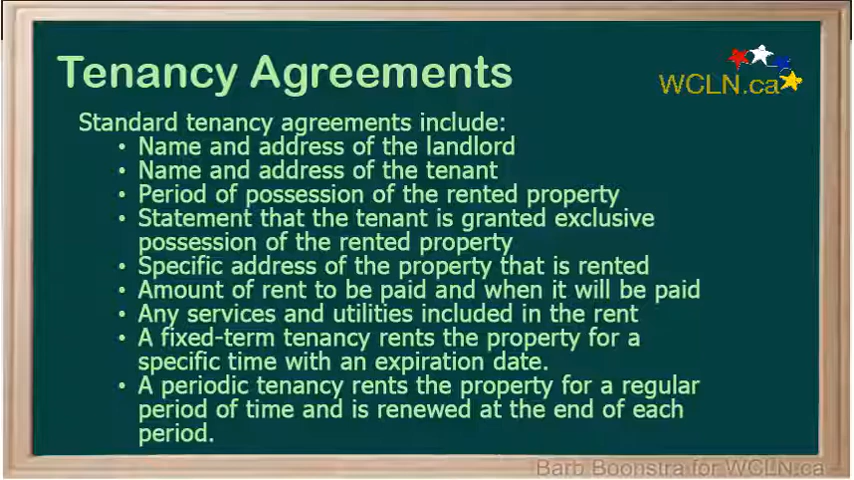 Tenancy Agreements
WCLN.ca
Standard tenancy agreements include:
• Name and address of the landlord
• Name and address of the tenant
• Period of possession of the rented property
• Statement that the tenant is granted exclusive
possession of the rented property
• Specific address of the property that is rented
• Amount of rent to be paid and when it will be paid
• Any services and utilities included in the rent
• A fixed-term tenancy rents the property for a
specific time with an expiration date.
• A periodic tenancy rents the property for a regular
period of time and is renewed at the end of each
period.
Barb Boonstra for WCLN.ca